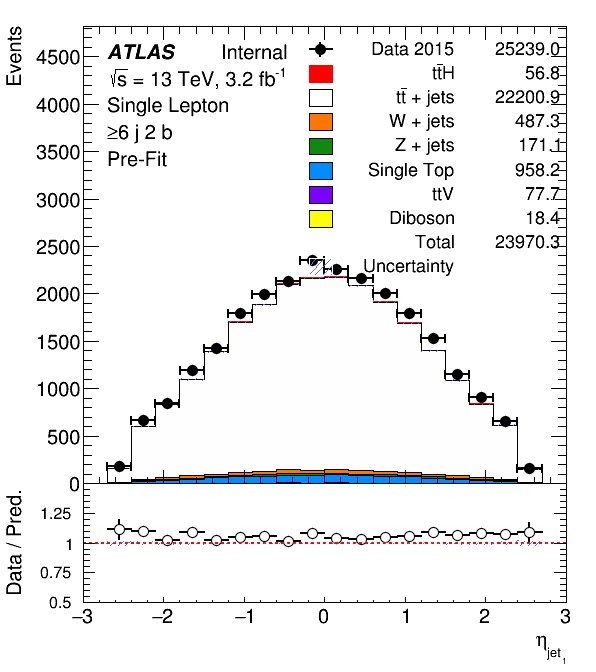 Events
4500
4000
3500
3000
2500
2000
1500
1000
500
0
ATLAS Internal
√s = 13 TeV, 3.2 fb-1
Single Lepton
≥6 j 2 b
Pre-Fit
Data 2015 25239.0
tt̄H 56.8
tt̄ + jets 22200.9
W + jets 487.3
Z + jets 171.1
Single Top 958.2
ttV 77.7
Diboson 18.4
Total 23970.3
Uncertainty
Data / Pred.
1.25
1
0.75
0.5
−3 −2 −1 0 1 2 3
ηjet1